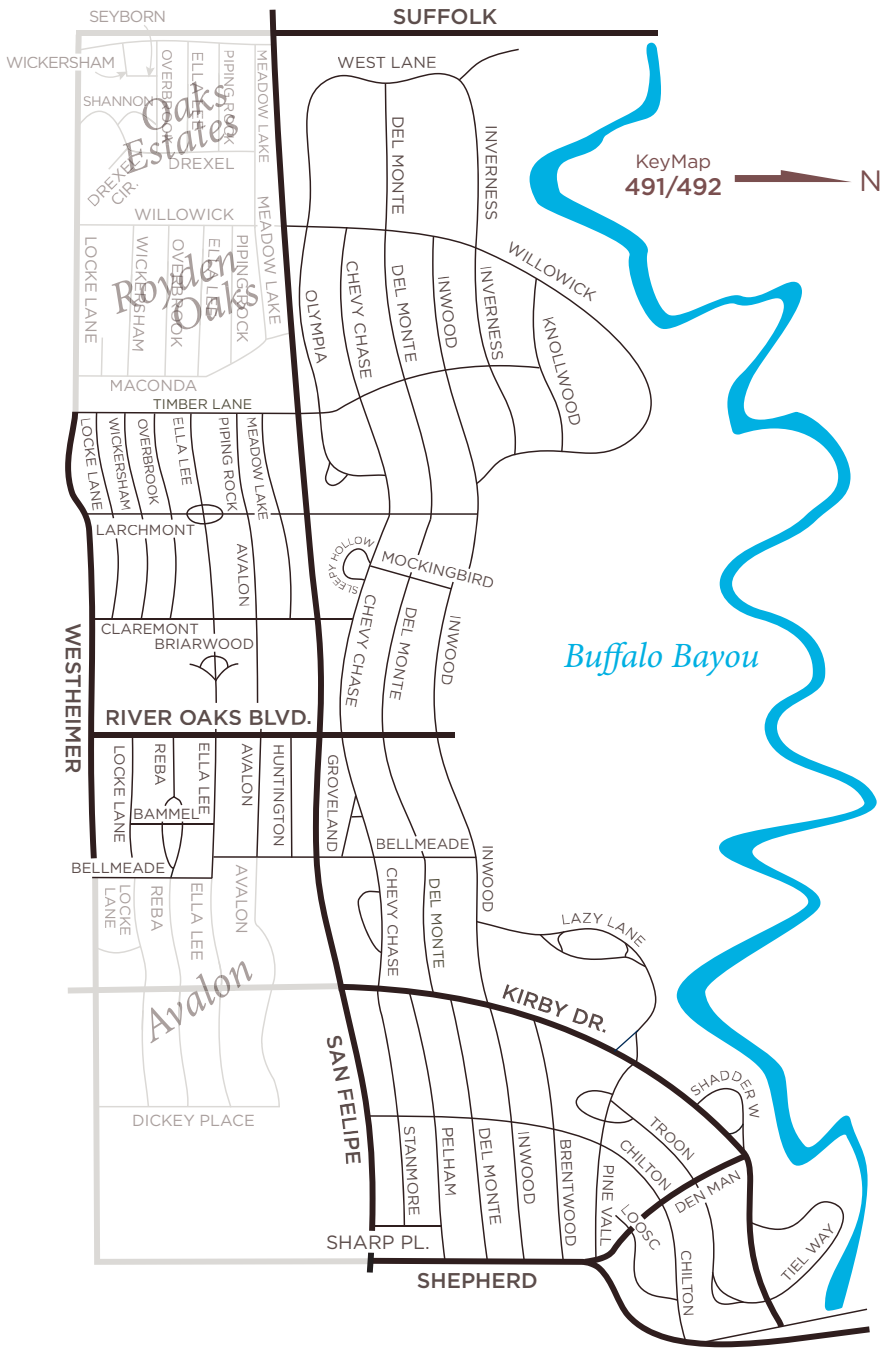 SUFFOLK
SEYBORN
WICKERSHAM
OVERBROOK
ELLA LEE
PIPING ROCK
MEADOW LAKE
SHANNON
Oaks
Estates
DREXEL
DREXEL
CIR.
WEST LANE
DEL MONTE
INVERNESS
KeyMap
491/492
N
WILLOWICK
MEADOW LAKE
WILLOWICK
LOCKE LANE
WICKERSHAM
OVERBROOK
ELLA LEE
PIPING ROCK
Royden
Oaks
OLYMPIA
CHEVY CHASE
DEL MONTE
INWOOD
INVERNESS
KNOLLWOOD
MACONDA
TIMBER LANE
LOCKE LANE
WICKERSHAM
OVERBROOK
ELLA LEE
PIPING ROCK
MEADOW LAKE
LARCHMONT
AVALON
SLEEPY HOLLOW
MOCKINGBIRD
CHEVY CHASE
DEL MONTE
INWOOD
CLAREMONT
BRIARWOOD
WESTHEIMER
Buffalo Bayou
RIVER OAKS BLVD.
LOCKE LANE
REBA
ELLA LEE
AVALON
HUNTINGTON
GROVELAND
BAMMEL
BELLMEADE
INWOOD
BELLMEADE
LOCKE
LANE
REBA
ELLA LEE
AVALON
CHEVY CHASE
DEL MONTE
LAZY LANE
Avalon
KIRBY DR.
SAN FELIPE
SHADDER W
DICKEY PLACE
STANMORE
PELHAM
DEL MONTE
INWOOD
BRENTWOOD
PINE VALL
CHILTON
TROON
DEN MAN
LOOSC
SHARP PL.
CHILTON
TIEL WAY
SHEPHERD